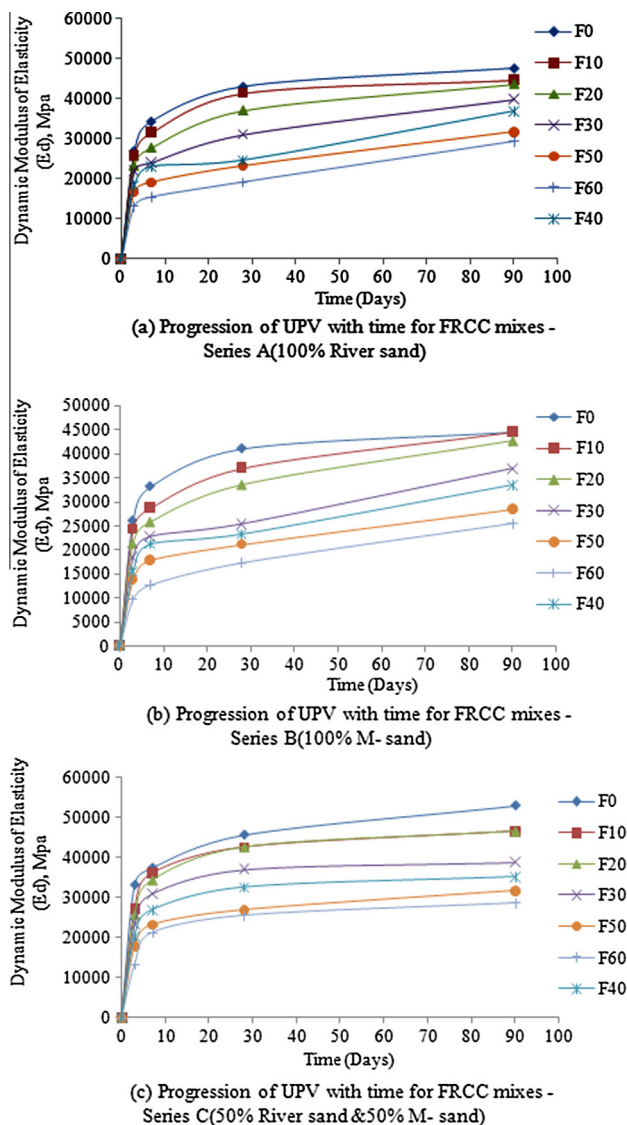 Dynamic Modulus of Elasticity
(Ed), Mpa
60000
50000
40000
30000
20000
10000
0
0 10 20 30 40 50 60 70 80 90 100
Time (Days)
F0
F10
F20
F30
F50
F60
F40
(a) Progression of UPV with time for FRCC mixes -
Series A(100% River sand)
Dynamic Modulus of Elasticity
(Ed), Mpa
50000
45000
40000
35000
30000
25000
20000
15000
10000
5000
0
0 10 20 30 40 50 60 70 80 90 100
Time (Days)
F0
F10
F20
F30
F50
F60
F40
(b) Progression of UPV with time for FRCC mixes -
Series B(100% M- sand)
Dynamic Modulus of Elasticity
(Ed), Mpa
60000
50000
40000
30000
20000
10000
0
0 10 20 30 40 50 60 70 80 90 100
Time (Days)
F0
F10
F20
F30
F50
F60
F40
(c) Progression of UPV with time for FRCC mixes -
Series C(50% River sand &50% M- sand)